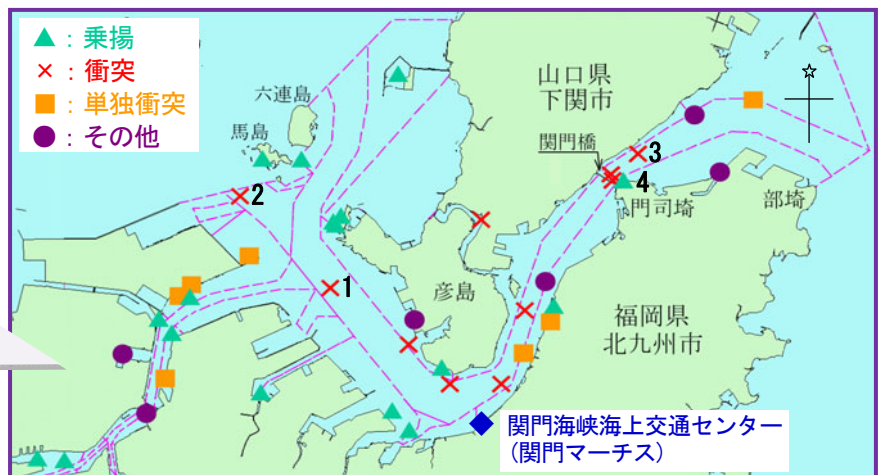 ▲：乗揚
×：衝突
■：単独衝突
●：その他
六連島
馬島
山口県
下関市
関門橋
3
4
2
門司埼
部埼
1
彦島
福岡県
北九州市
関門海峡海上交通センター
（関門マーチス）